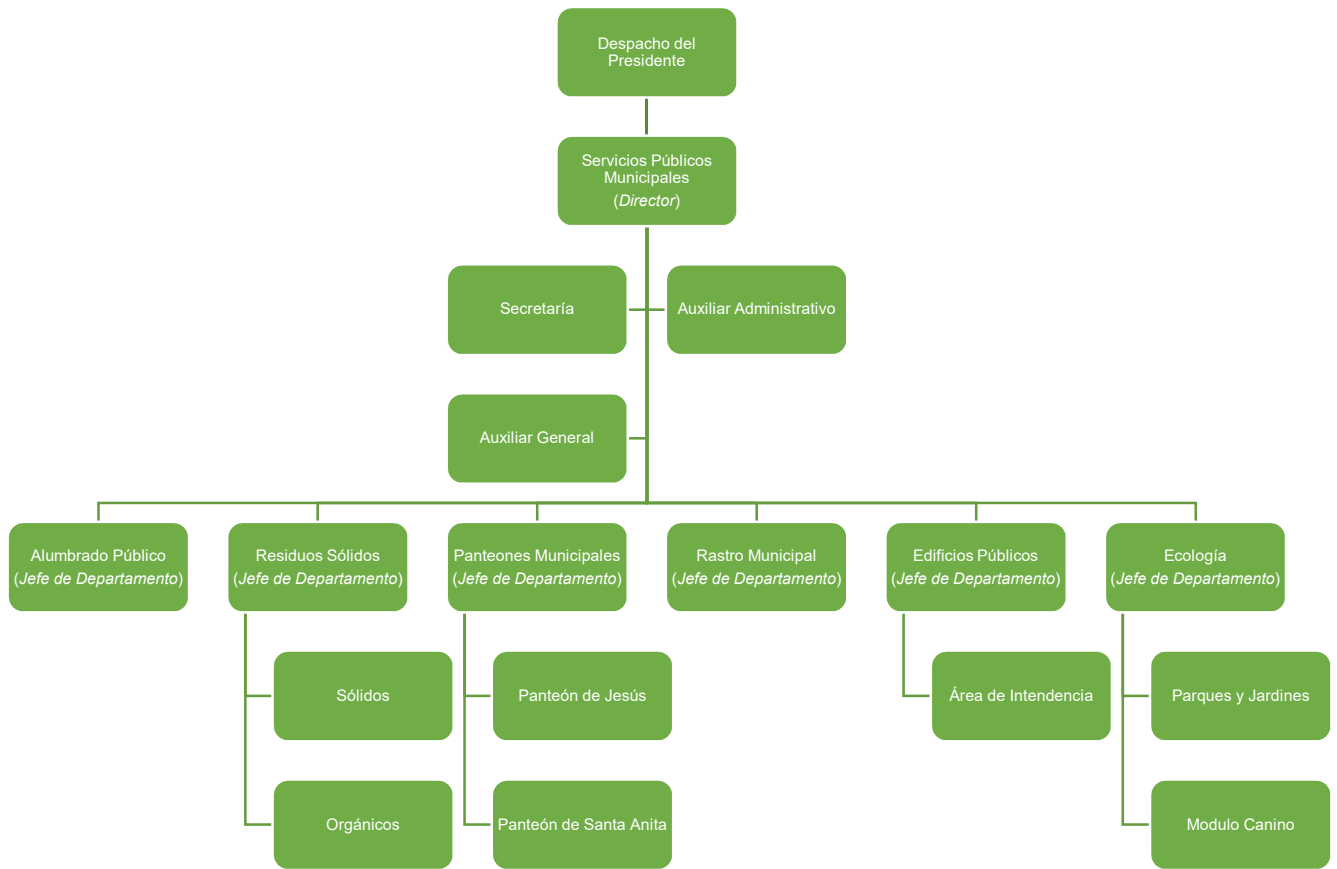 Despacho del
Presidente
Servicios Públicos
Municipales
(Director)
Secretaría
Auxiliar Administrativo
Auxiliar General
Alumbrado Público
(Jefe de Departamento)
Residuos Sólidos
(Jefe de Departamento)
Panteones Municipales
(Jefe de Departamento)
Rastro Municipal
(Jefe de Departamento)
Edificios Públicos
(Jefe de Departamento)
Ecología
(Jefe de Departamento)
Sólidos
Panteón de Jesús
Área de Intendencia
Parques y Jardines
Orgánicos
Panteón de Santa Anita
Modulo Canino